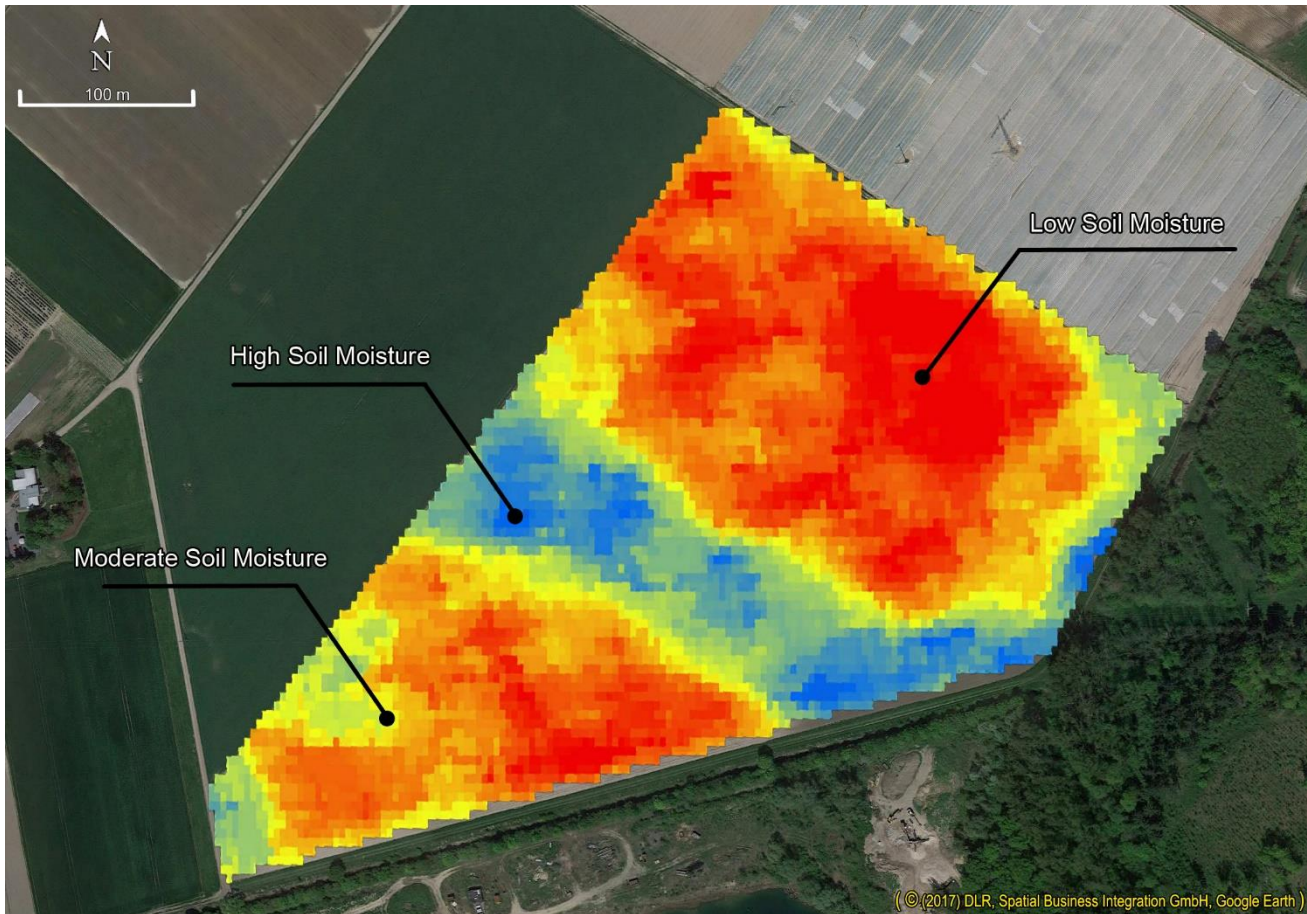 N
100 m
Low Soil Moisture
High Soil Moisture
Moderate Soil Moisture
( © (2017) DLR, Spatial Business Integration GmbH, Google Earth )